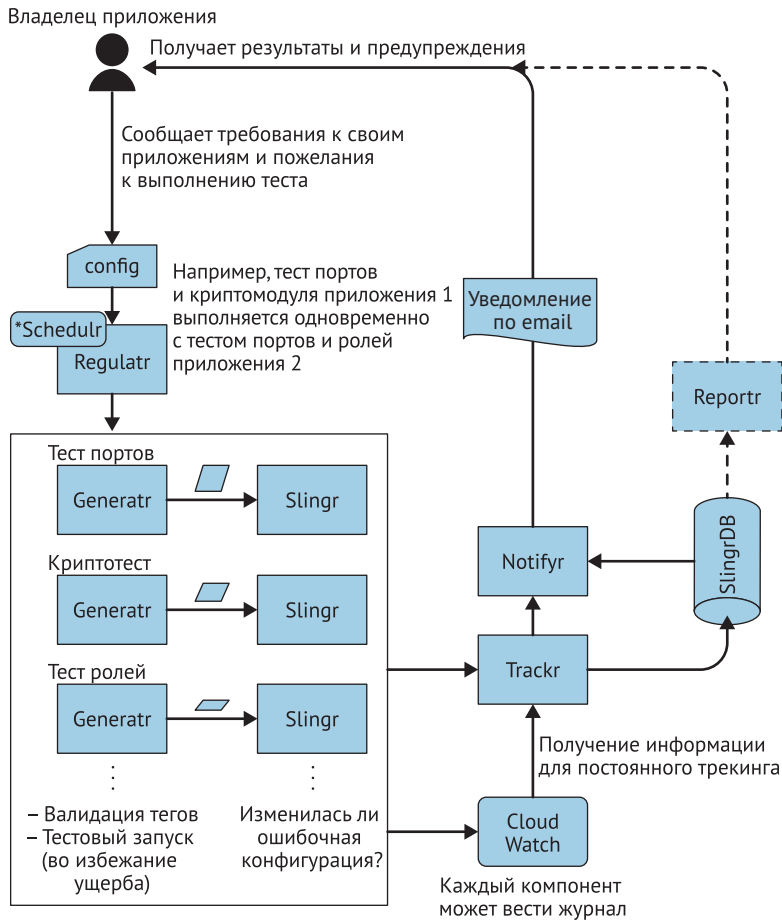 Владелец приложения
Получает результаты и предупреждения
Сообщает требования к своим
приложениям и пожелания
к выполнению теста
config
Например, тест портов
и криптомодуля приложения 1
выполняется одновременно
с тестом портов и ролей
приложения 2
*Schedulr
Regulatr
Уведомление
по email
Reportr
Тест портов
Generatr
Slingr
Криптотест
Generatr
Slingr
Тест ролей
Generatr
Slingr
– Валидация тегов
– Тестовый запуск
(во избежание
ущерба)
Изменилась ли
ошибочная
конфигурация?
Notifyr
SlingrDB
Trackr
Получение информации
для постоянного трекинга
Cloud
Watch
Каждый компонент
может вести журнал